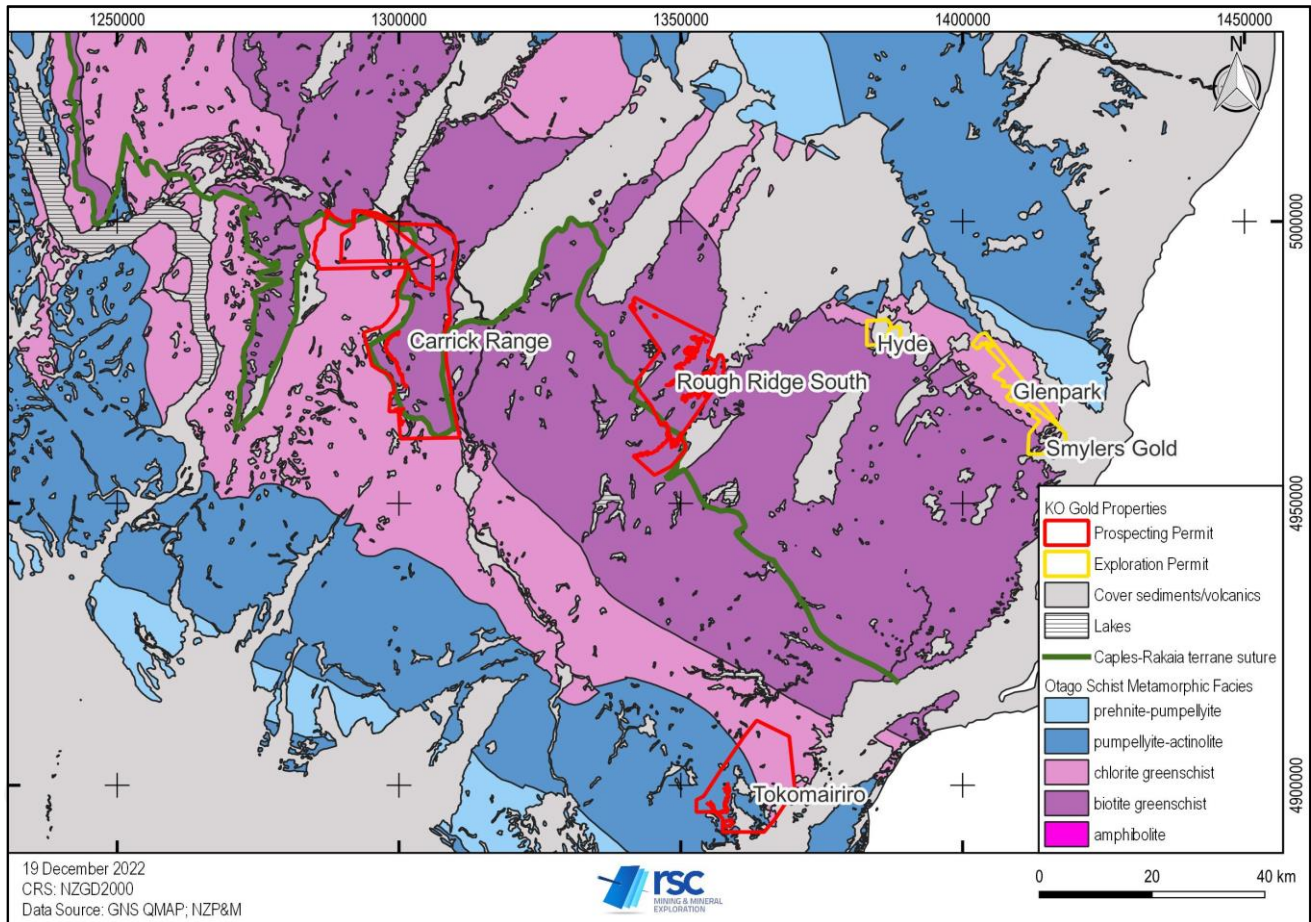 1250000 1300000 1350000 1400000 1450000
N
5000000
Carrick Range
Hyde
Rough Ridge South
Glenpark
Smylers Gold
4950000
Tokomairiro
4900000
KO Gold Properties
Prospecting Permit
Exploration Permit
Cover sediments/volcanics
Lakes
Caples-Rakaia terrane suture
Otago Schist Metamorphic Facies
prehnite-pumpellyite
pumpellyite-actinolite
chlorite greenschist
biotite greenschist
amphibolite
19 December 2022
CRS: NZGD2000
Data Source: GNS QMAP; NZP&M
rsc
MINING & MINERAL
EXPLORATION
0 20 40 km